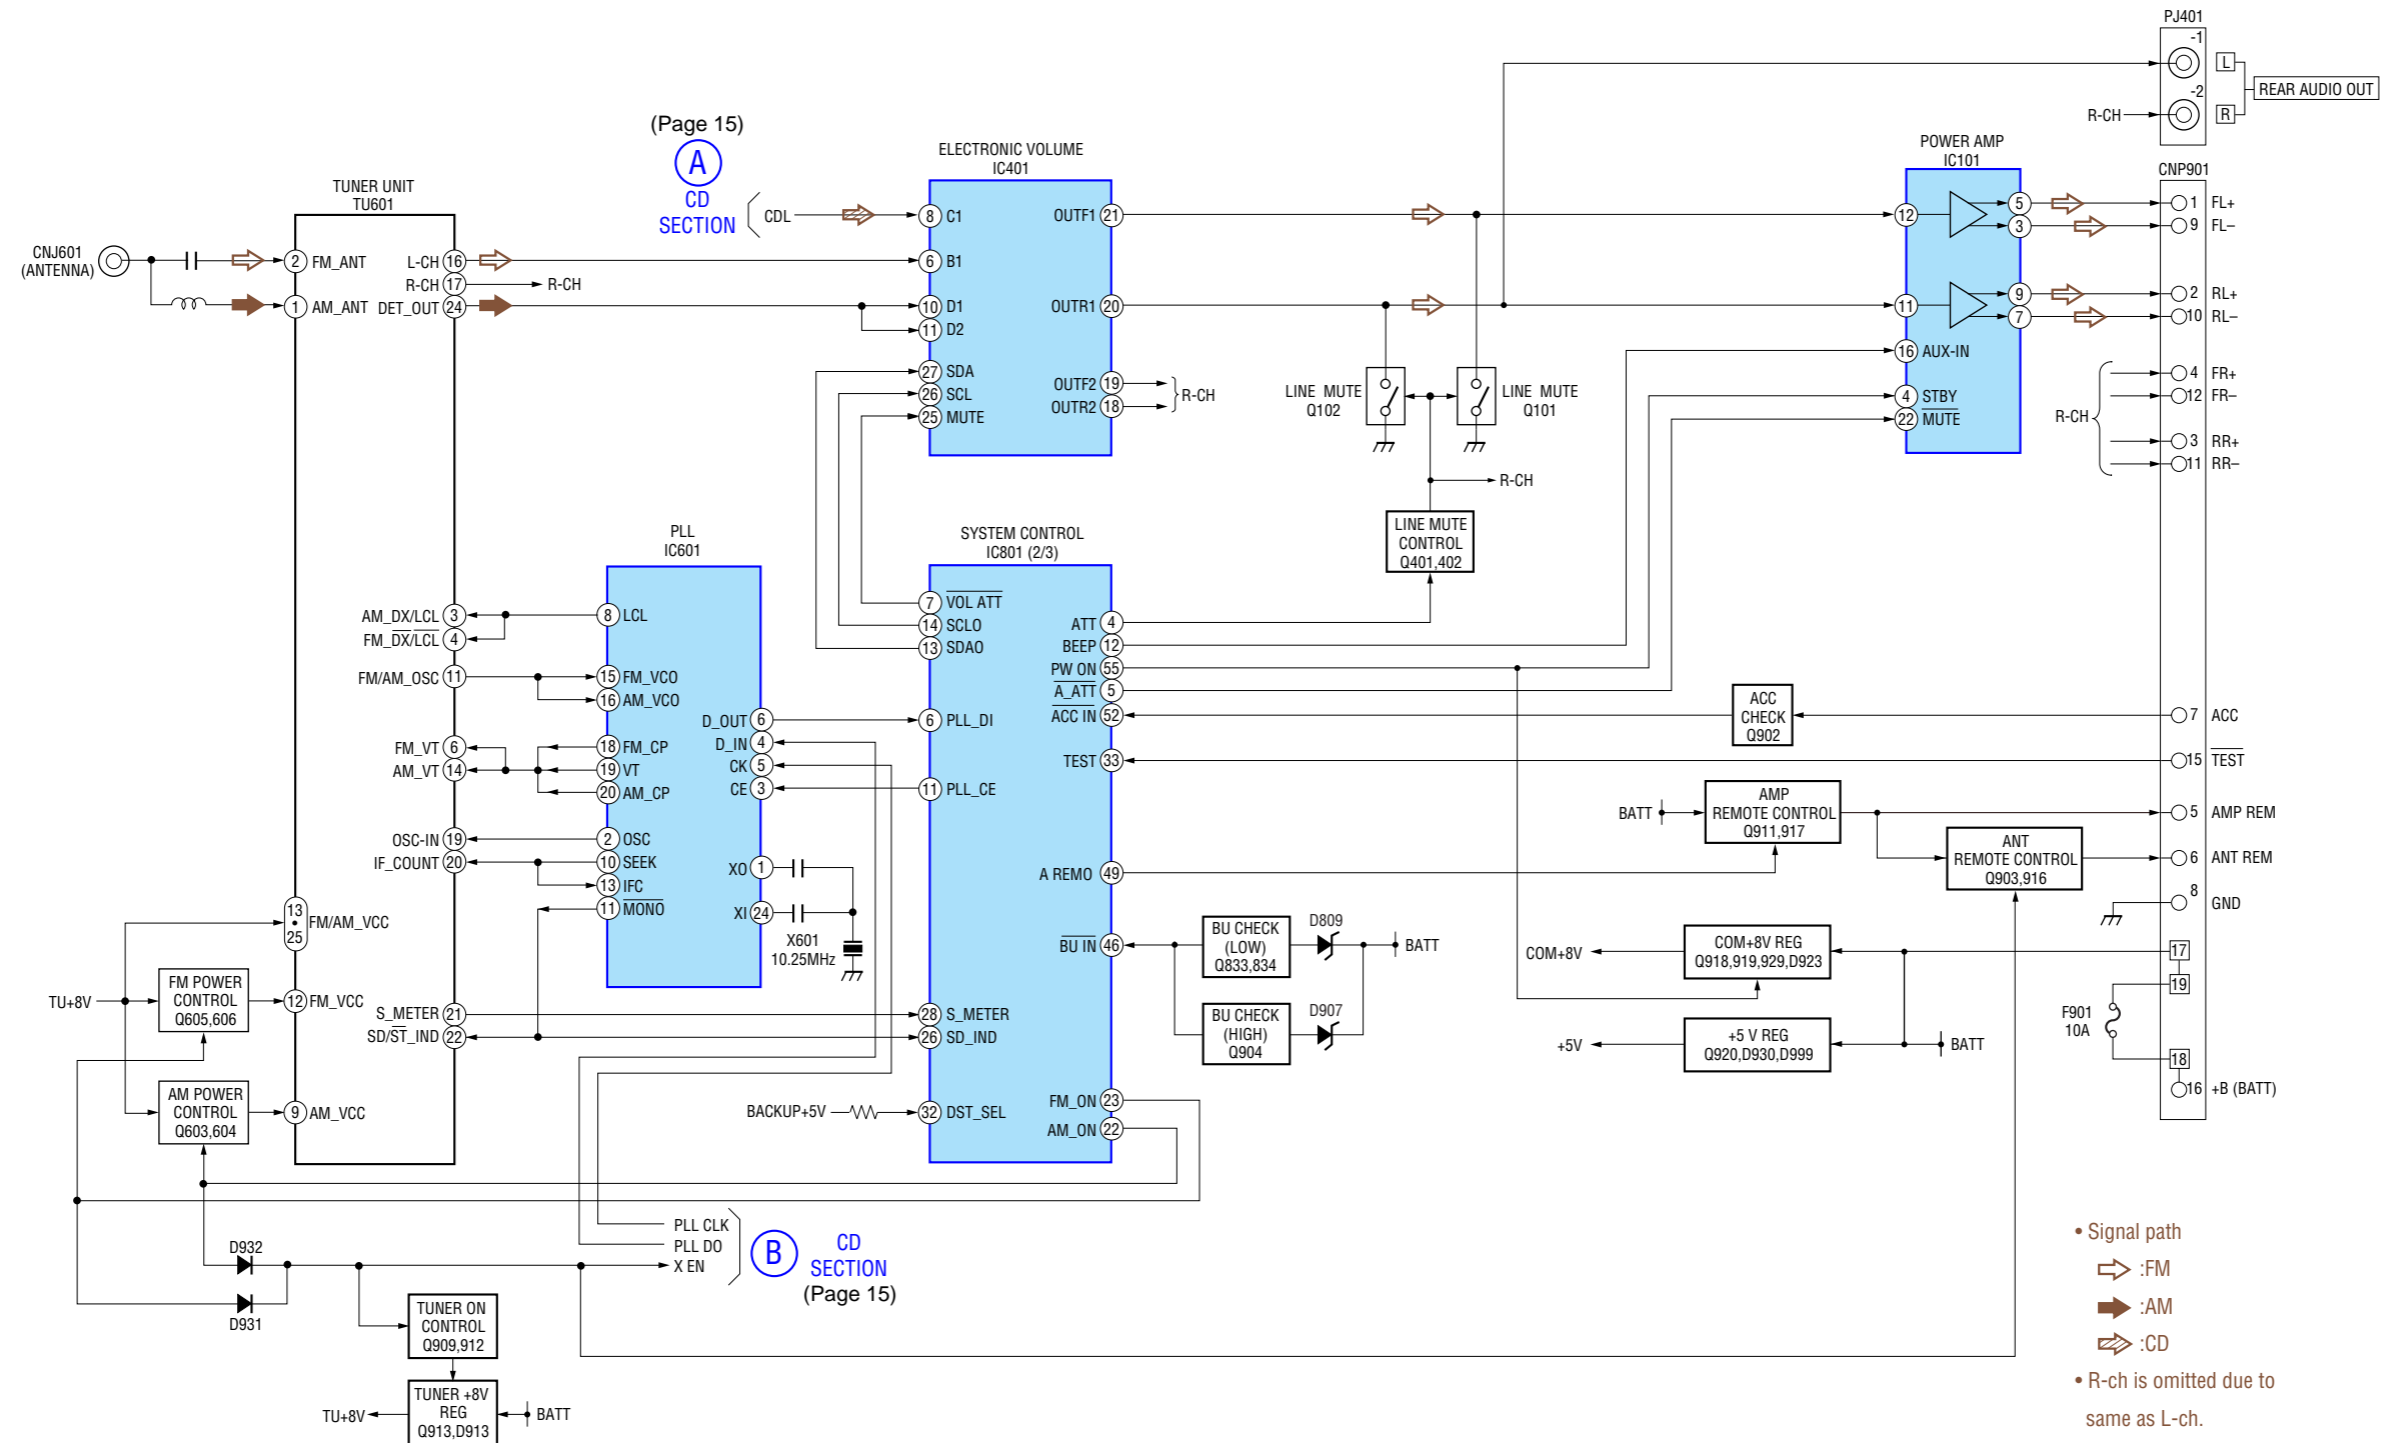 PJ401
-1
L
REAR AUDIO OUT
-2
R-CH
R
(Page 15)
A
CD
SECTION
CDL
ELECTRONIC VOLUME
IC401
8 C1
6 B1
10 D1
11 D2
27 SDA
26 SCL
25 MUTE
OUTF1 21
OUTR1 20
OUTF2 19
OUTR2 18
R-CH
POWER AMP
IC101
12
11
16 AUX-IN
4 STBY
22 MUTE
5
3
9
7
CNP901
1 FL+
9 FL–
2 RL+
10 RL–
4 FR+
12 FR–
R-CH
3 RR+
11 RR–
7 ACC
15 TEST
5 AMP REM
6 ANT REM
8 GND
17
19
F901
10A
18
16 +B (BATT)
TUNER UNIT
TU601
CNJ601
(ANTENNA)
2 FM_ANT
1 AM_ANT
L-CH 16
R-CH 17
R-CH
DET_OUT 24
AM_DX/LCL 3
FM_DX/LCL 4
FM/AM_OSC 11
FM_VT 6
AM_VT 14
OSC-IN 19
IF_COUNT 20
13
25
FM/AM_VCC
12 FM_VCC
S_METER 21
SD/ST_IND 22
9 AM_VCC
TU+8V
FM POWER
CONTROL
Q605,606
AM POWER
CONTROL
Q603,604
PLL
IC601
8 LCL
15 FM_VCO
16 AM_VCO
18 FM_CP
19 VT
20 AM_CP
2 OSC
10 SEEK
13 IFC
11 MONO
D_OUT 6
D_IN 4
CK 5
CE 3
XO 1
XI 24
X601
10.25MHz
SYSTEM CONTROL
IC801 (2/3)
7 VOL ATT
14 SCLO
13 SDAO
6 PLL_DI
11 PLL_CE
28 S_METER
26 SD_IND
32 DST_SEL
BACKUP+5V
ATT 4
BEEP 12
PW ON 55
A_ATT 5
ACC IN 52
TEST 33
A REMO 49
BU IN 46
FM_ON 23
AM_ON 22
LINE MUTE
Q102
LINE MUTE
Q101
R-CH
LINE MUTE
CONTROL
Q401,402
ACC
CHECK
Q902
BATT
AMP
REMOTE CONTROL
Q911,917
ANT
REMOTE CONTROL
Q903,916
BU CHECK
(LOW)
Q833,834
D809
BATT
BU CHECK
(HIGH)
Q904
D907
COM+8V
COM+8V REG
Q918,919,929,D923
+5V
+5 V REG
Q920,D930,D999
BATT
PLL CLK
PLL DO
X EN
B
CD
SECTION
(Page 15)
D932
D931
TUNER ON
CONTROL
Q909,912
TU+8V
TUNER +8V
REG
Q913,D913
BATT
• Signal path
:FM
:AM
:CD
• R-ch is omitted due to
same as L-ch.